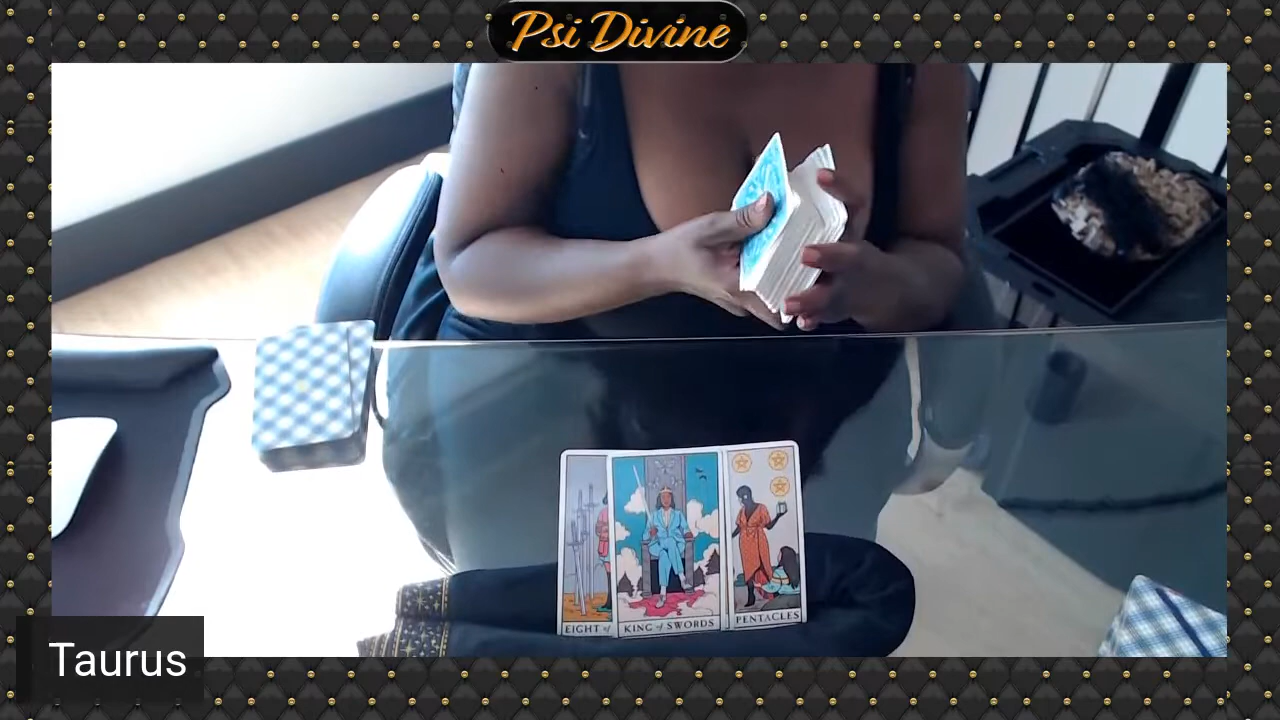 Psi Divine
EIGHT of
KING of SWORDS
PENTACLES
Taurus